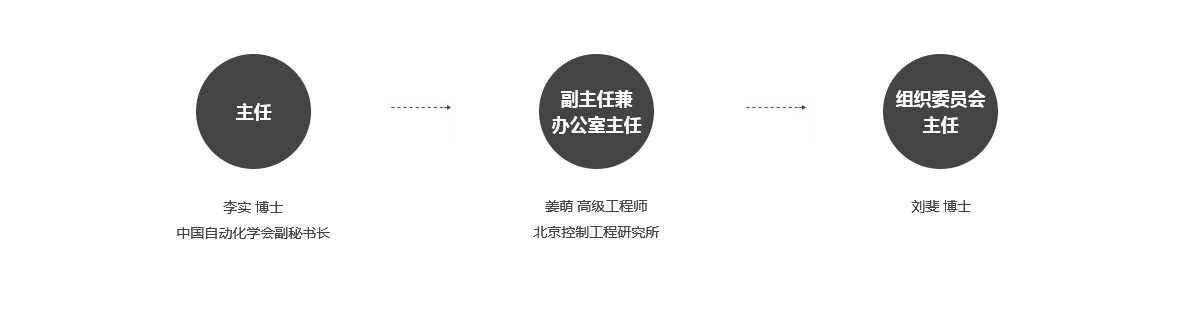 主任
李实 博士
中国自动化学会副秘书长
副主任兼
办公室主任
姜萌 高级工程师
北京控制工程研究所
组织委员会
主任
刘斐 博士